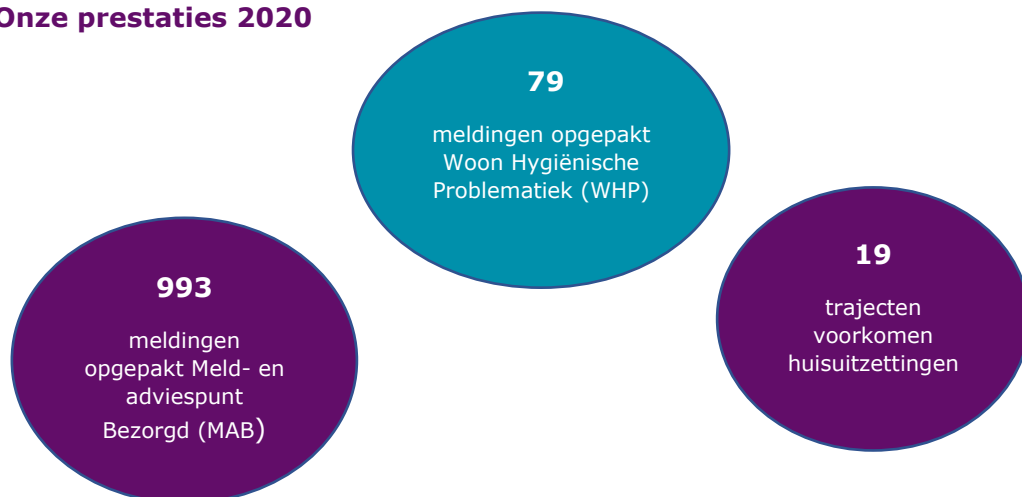 Onze prestaties 2020
79
meldingen opgepakt
Woon Hygiënische
Problematiek (WHP)
993
meldingen
opgepakt Meld- en
adviespunt
Bezorgd (MAB)
19
trajecten
voorkomen
huisuitzettingen